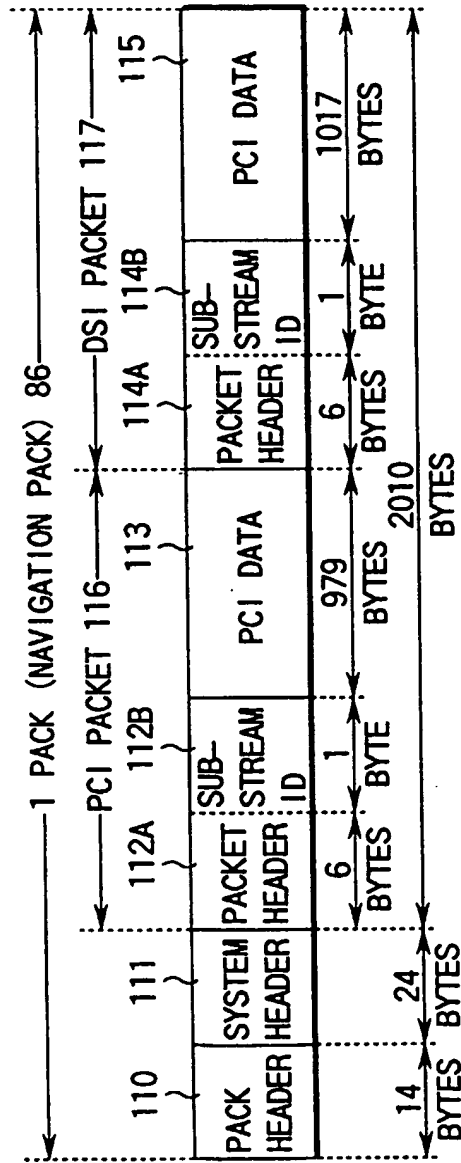 1 PACK (NAVIGATION PACK) 86
PCI PACKET 116
DSI PACKET 117
110
111
112A
112B
113
114A
114B
115
PACK
HEADER
SYSTEM
HEADER
PACKET
HEADER
SUB-
STREAM
ID
PCI DATA
PACKET
HEADER
SUB-
STREAM
ID
PCI DATA
14
BYTES
24
BYTES
6
BYTES
1
BYTE
979
BYTES
6
BYTES
1
BYTE
1017
BYTES
2010
BYTES